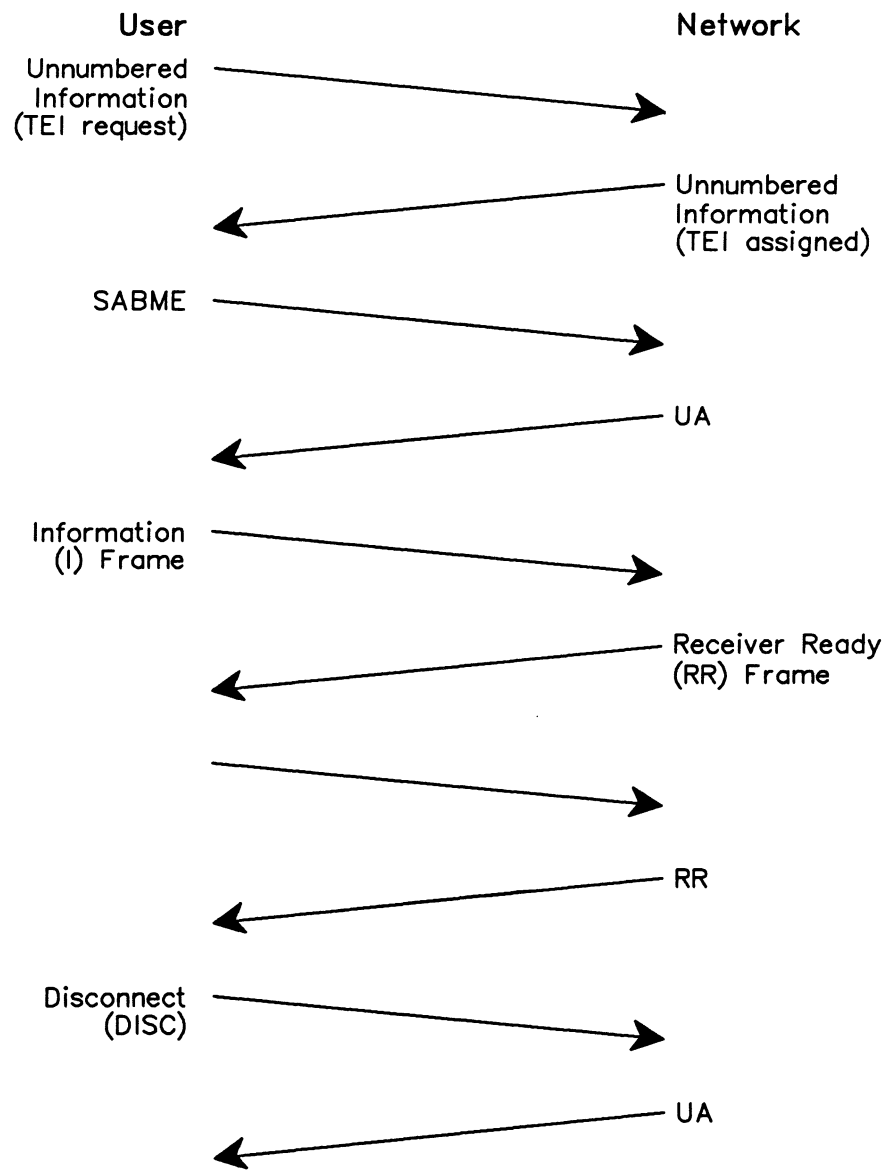 User
Network
Unnumbered
Information
(TEI request)
Unnumbered
Information
(TEI assigned)
SABME
UA
Information
(I) Frame
Receiver Ready
(RR) Frame
RR
Disconnect
(DISC)
UA